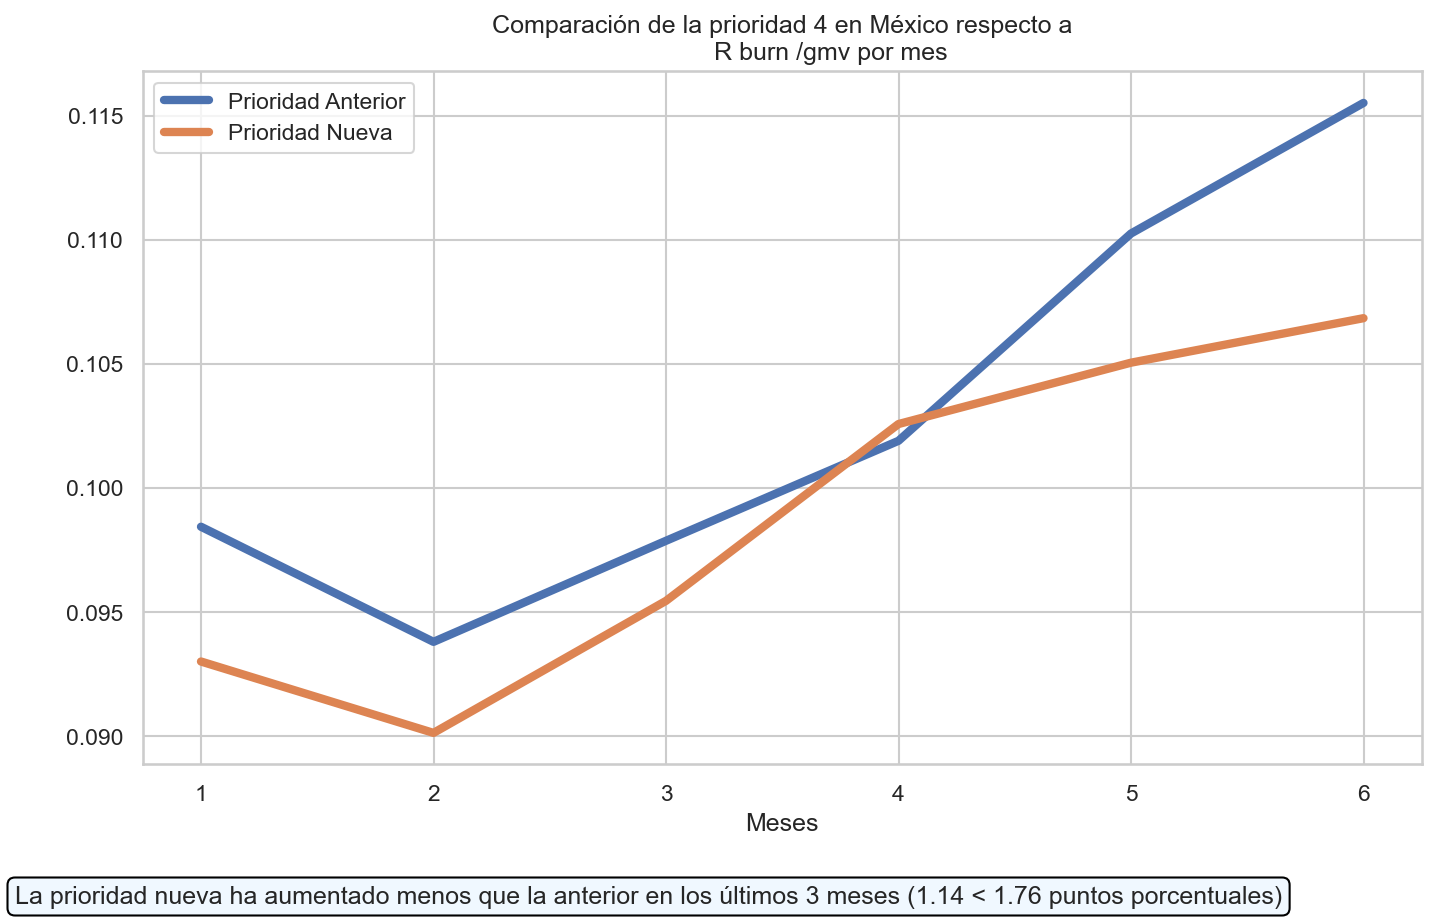 Comparación de la prioridad 4 en México respecto a
R burn /gmv por mes
Prioridad Anterior
Prioridad Nueva
0.115
0.110
0.105
0.100
0.095
0.090
1 2 3 4 5 6
Meses
La prioridad nueva ha aumentado menos que la anterior en los últimos 3 meses (1.14 < 1.76 puntos porcentuales)